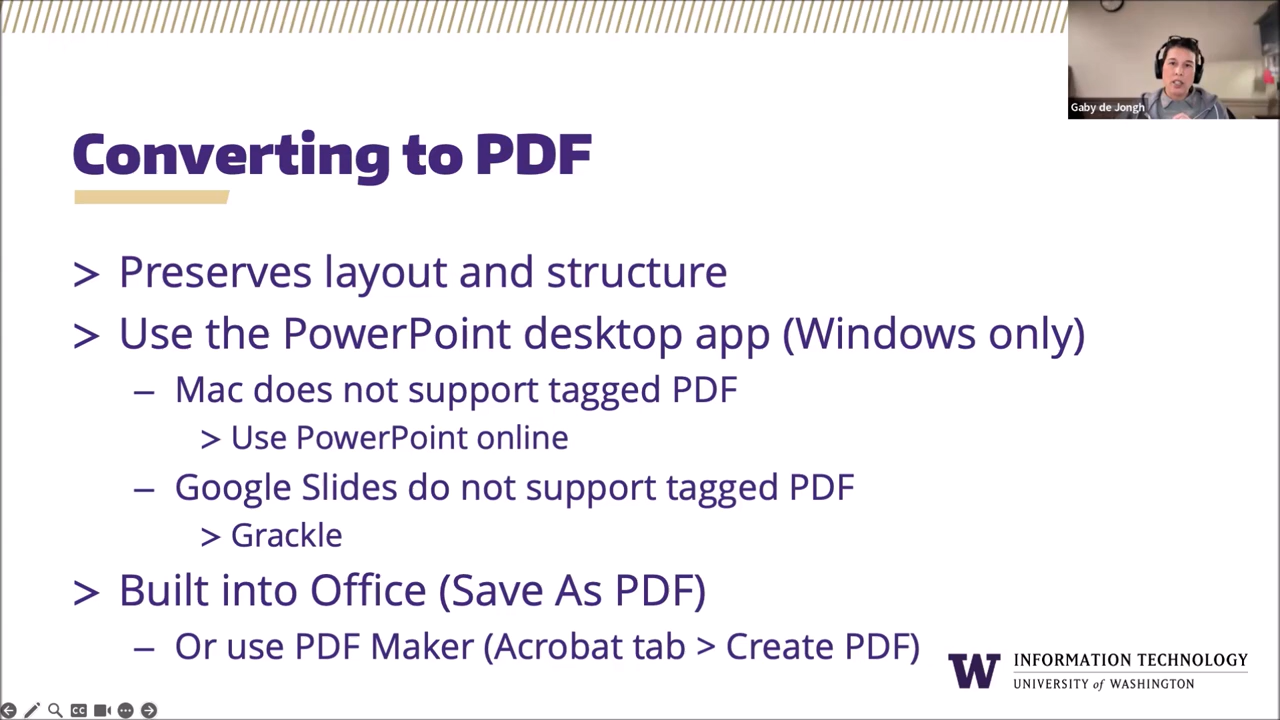 Gaby de Jongh
Converting to PDF
> Preserves layout and structure
> Use the PowerPoint desktop app (Windows only)
– Mac does not support tagged PDF
> Use PowerPoint online
– Google Slides do not support tagged PDF
> Grackle
> Built into Office (Save As PDF)
– Or use PDF Maker (Acrobat tab > Create PDF)
W INFORMATION TECHNOLOGY
UNIVERSITY of WASHINGTON
CC